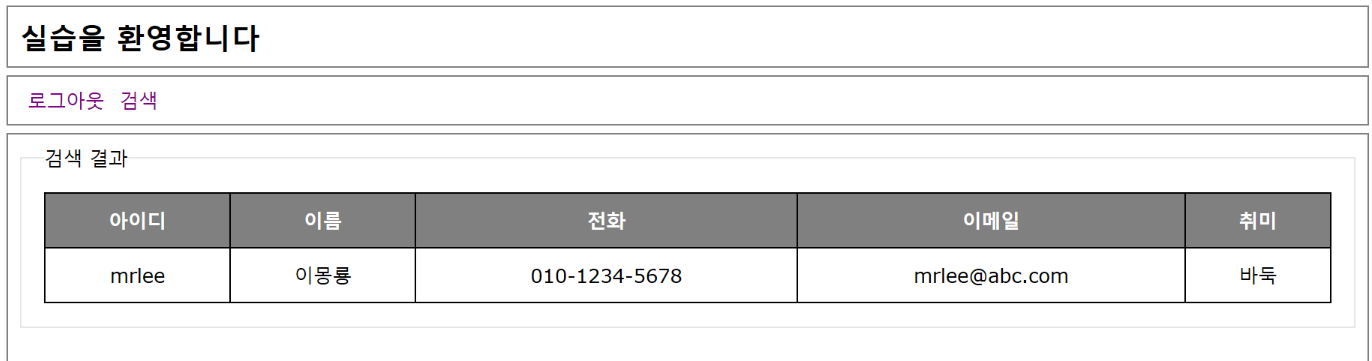 실습을 환영합니다
로그아웃 검색
검색 결과
아이디 이름 전화 이메일 취미
mrlee 이몽룡 010-1234-5678 mrlee@abc.com 바둑